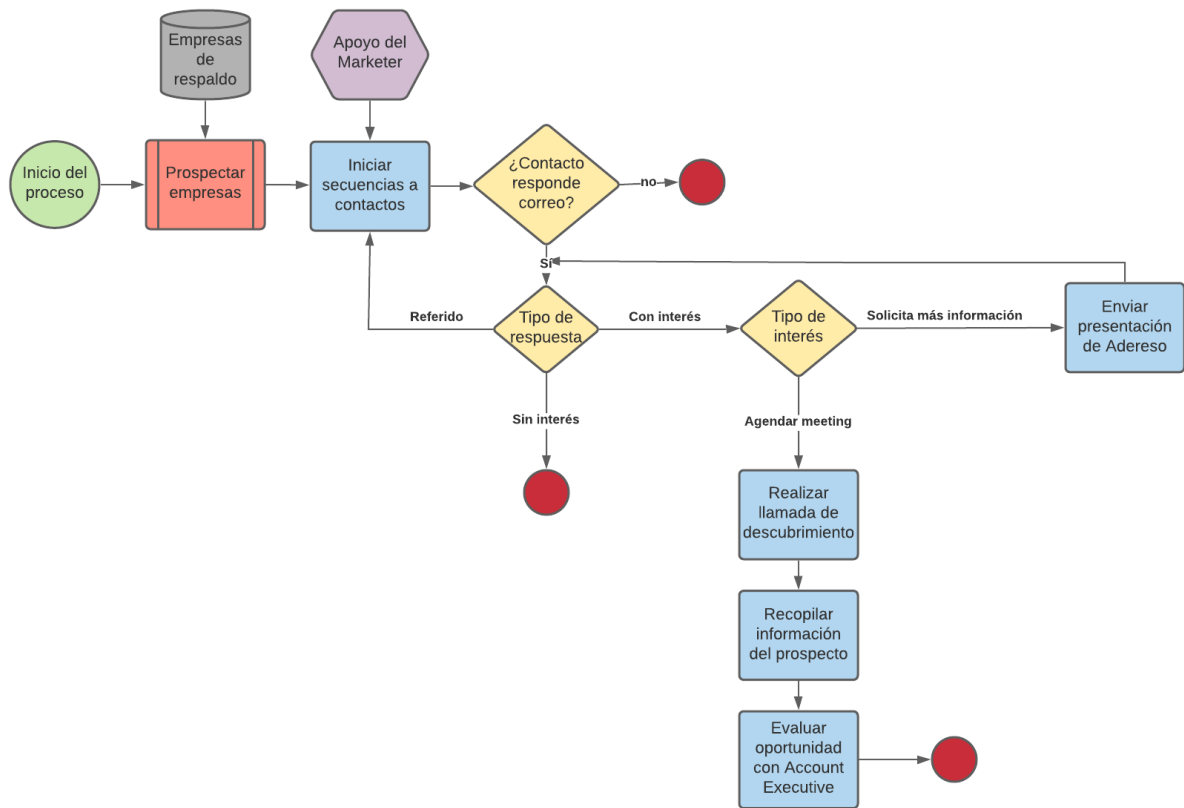 Empresas
de
respaldo
Apoyo del
Marketer
Inicio del
proceso
Prospectar
empresas
Iniciar
secuencias a
contactos
¿Contacto
responde
correo?
no
Sí
Referido
Tipo de
respuesta
Con interés
Tipo de
interés
Solicita más información
Enviar
presentación
de Adereso
Sin interés
Agendar meeting
Realizar
llamada de
descubrimiento
Recopilar
información
del prospecto
Evaluar
oportunidad
con Account
Executive